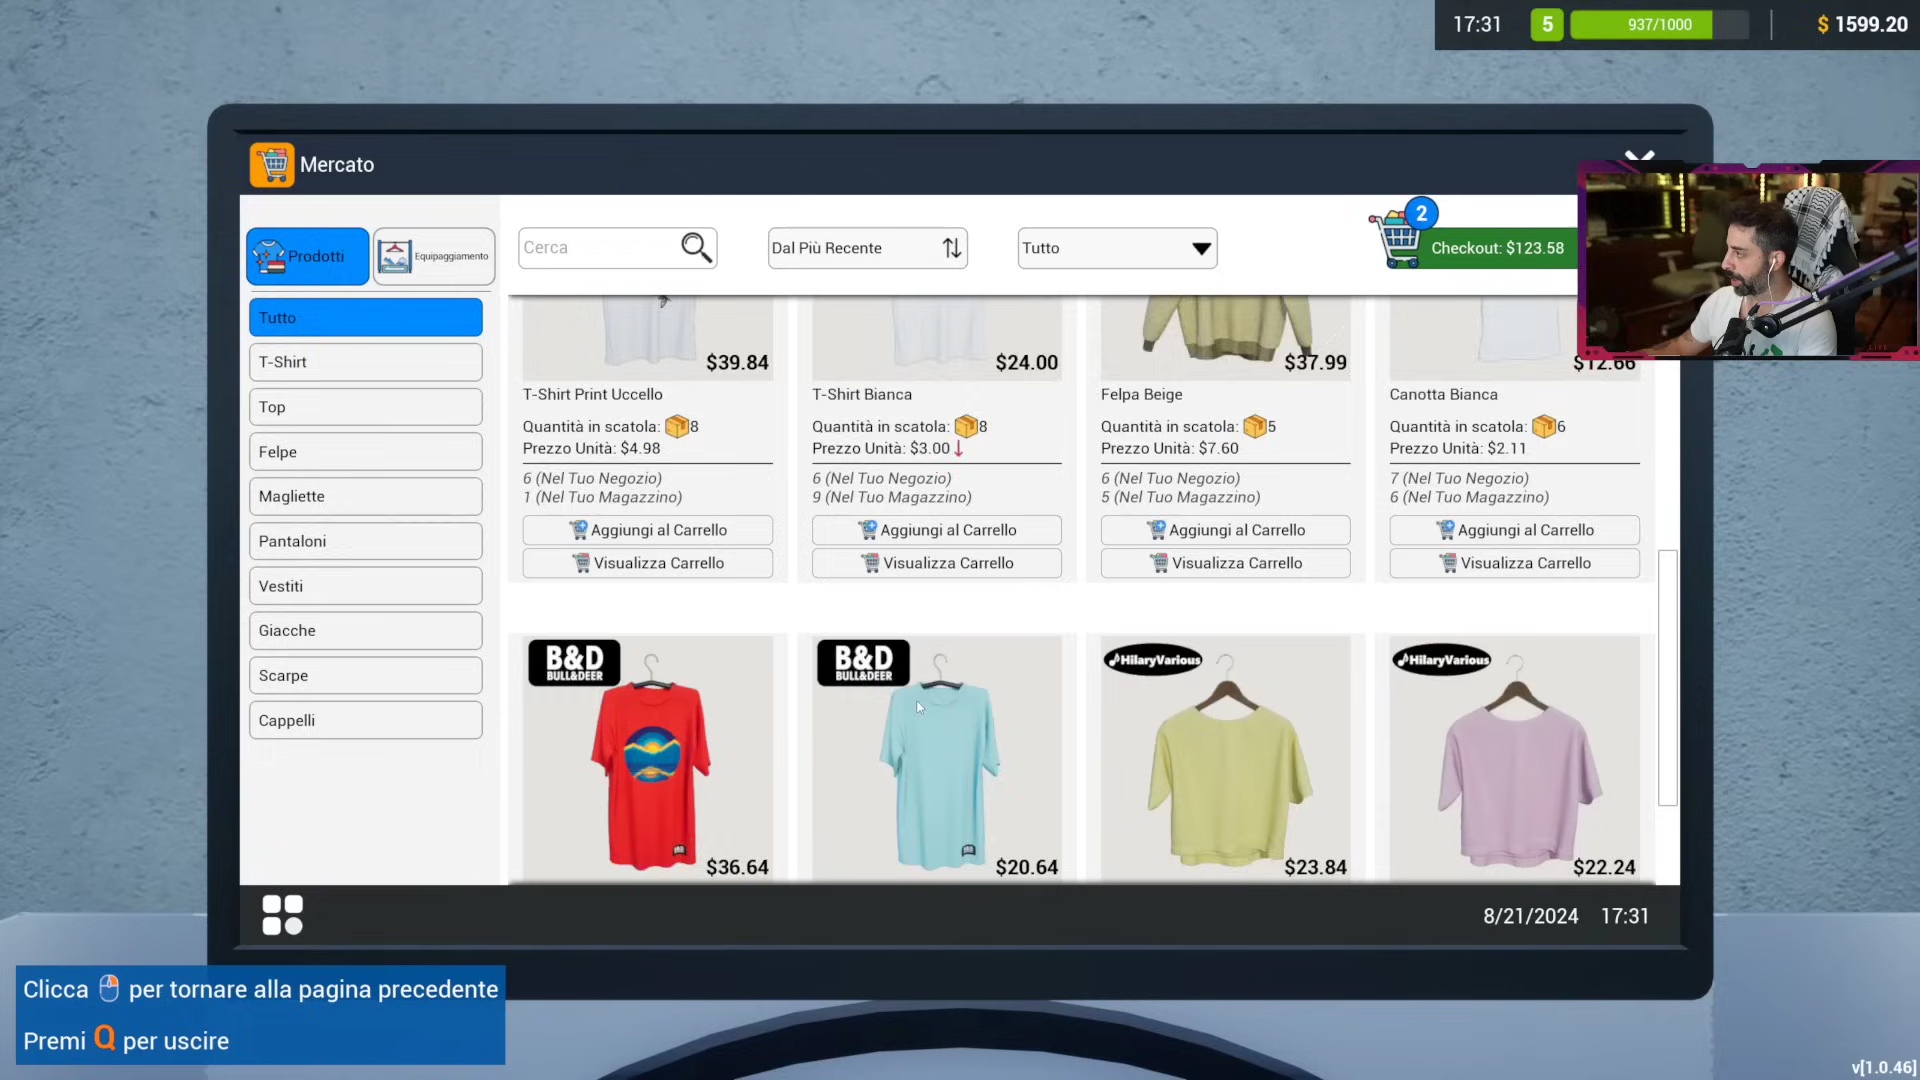 17:31 5 937/1000 $ 1599.20
Mercato
Prodotti
Equipaggiamento
Cerca
Dal Più Recente
Tutto
2
Checkout: $123.58
Tutto
T-Shirt
Top
Felpe
Magliette
Pantaloni
Vestiti
Giacche
Scarpe
Cappelli
$39.84
T-Shirt Print Uccello
Quantità in scatola: 8
Prezzo Unità: $4.98
6 (Nel Tuo Negozio)
1 (Nel Tuo Magazzino)
Aggiungi al Carrello
Visualizza Carrello
$24.00
T-Shirt Bianca
Quantità in scatola: 8
Prezzo Unità: $3.00
6 (Nel Tuo Negozio)
9 (Nel Tuo Magazzino)
Aggiungi al Carrello
Visualizza Carrello
$37.99
Felpa Beige
Quantità in scatola: 5
Prezzo Unità: $7.60
6 (Nel Tuo Negozio)
5 (Nel Tuo Magazzino)
Aggiungi al Carrello
Visualizza Carrello
$12.66
Canotta Bianca
Quantità in scatola: 6
Prezzo Unità: $2.11
7 (Nel Tuo Negozio)
6 (Nel Tuo Magazzino)
Aggiungi al Carrello
Visualizza Carrello
B&D
BULL&DEER
$36.64
B&D
BULL&DEER
$20.64
HilaryVarious
$23.84
HilaryVarious
$22.24
8/21/2024 17:31
Clicca per tornare alla pagina precedente
Premi Q per uscire
LIVE
v[1.0.46]